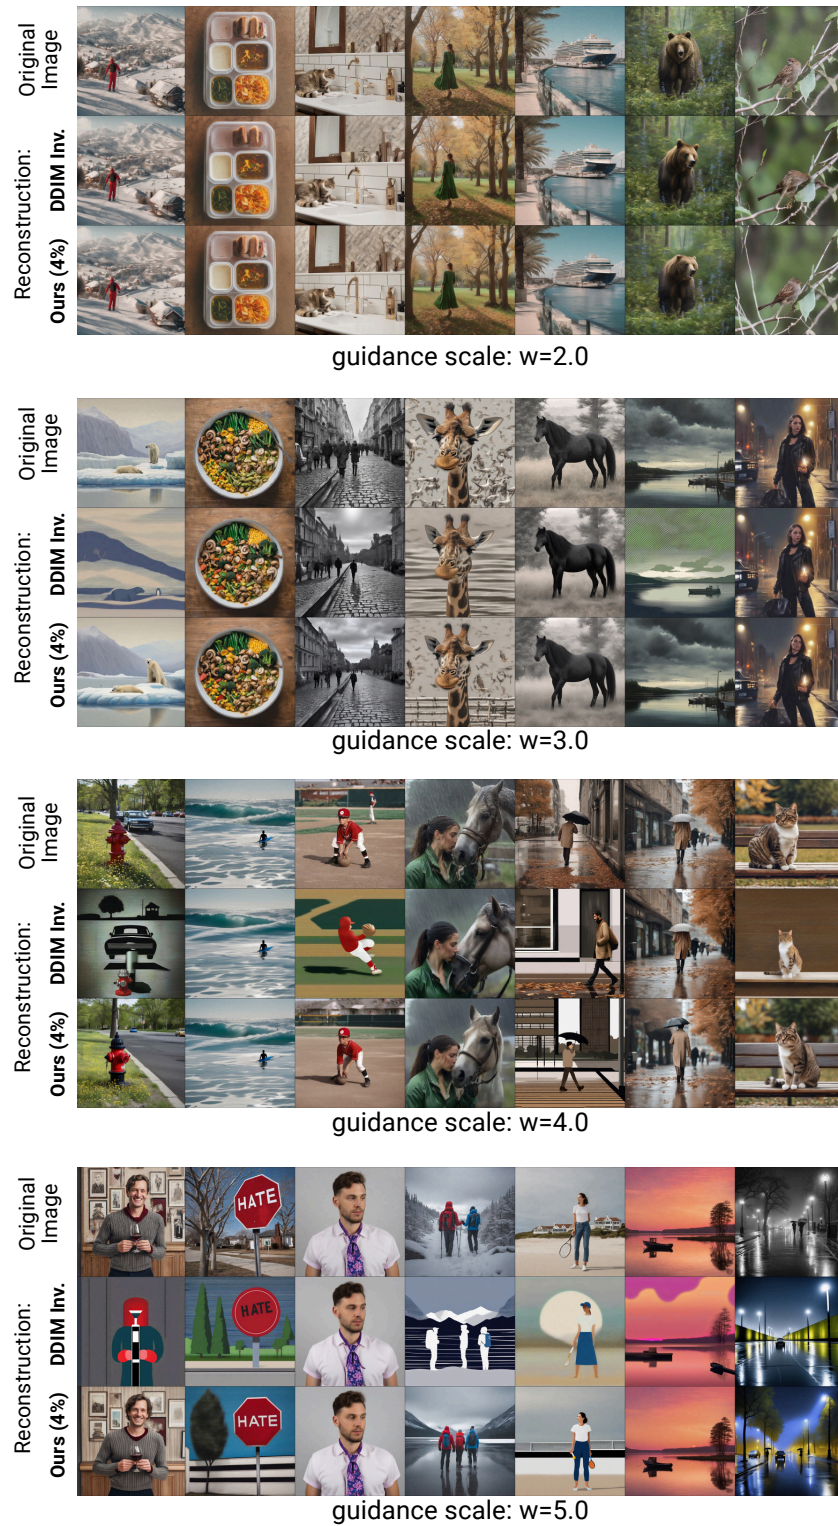 Original
Image
Reconstruction:
DDIM Inv.
Ours (4%)
guidance scale: w=2.0
Original
Image
Reconstruction:
DDIM Inv.
Ours (4%)
guidance scale: w=3.0
Original
Image
Reconstruction:
DDIM Inv.
Ours (4%)
guidance scale: w=4.0
Original
Image
HATE
Reconstruction:
DDIM Inv.
HATE
Ours (4%)
HATE
guidance scale: w=5.0